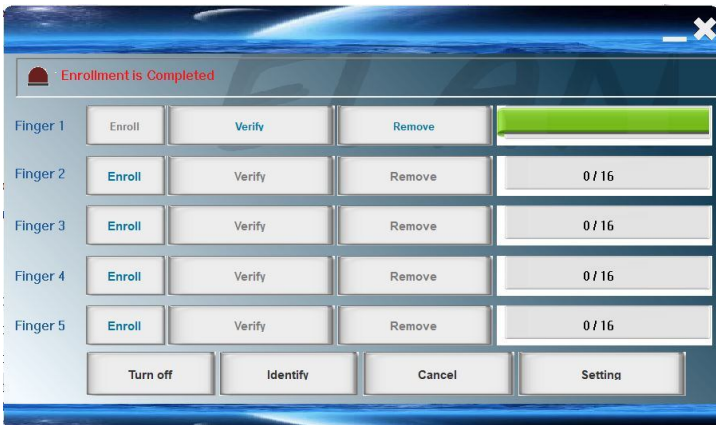 ELAN
Enrollment is Completed
Finger 1 Enroll Verify Remove
Finger 2 Enroll Verify Remove 0 / 16
Finger 3 Enroll Verify Remove 0 / 16
Finger 4 Enroll Verify Remove 0 / 16
Finger 5 Enroll Verify Remove 0 / 16
Turn off Identify Cancel Setting